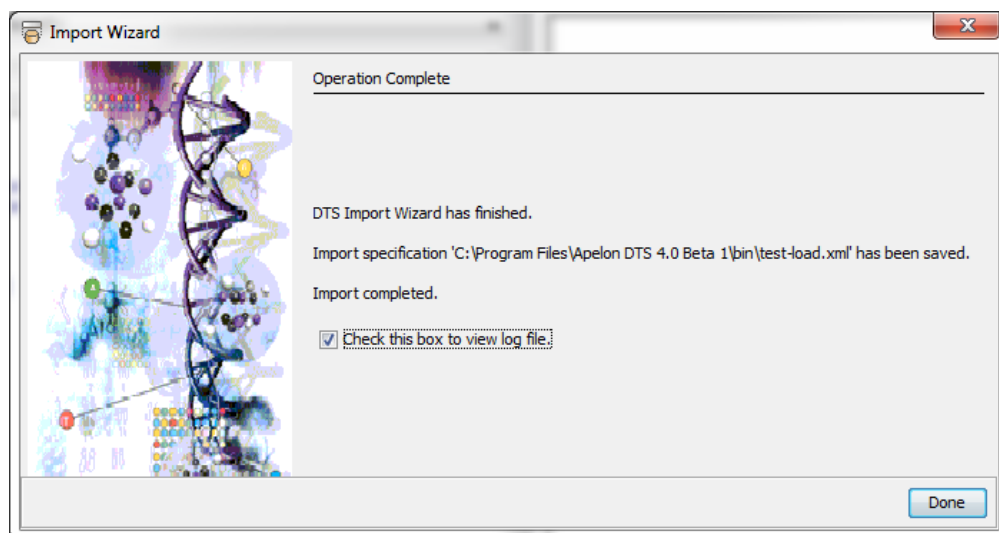 Import Wizard
Operation Complete
DTS Import Wizard has finished.
Import specification 'C:\Program Files\Apelon DTS 4.0 Beta 1\bin\test-load.xml' has been saved.
Import completed.
Check this box to view log file.
Done